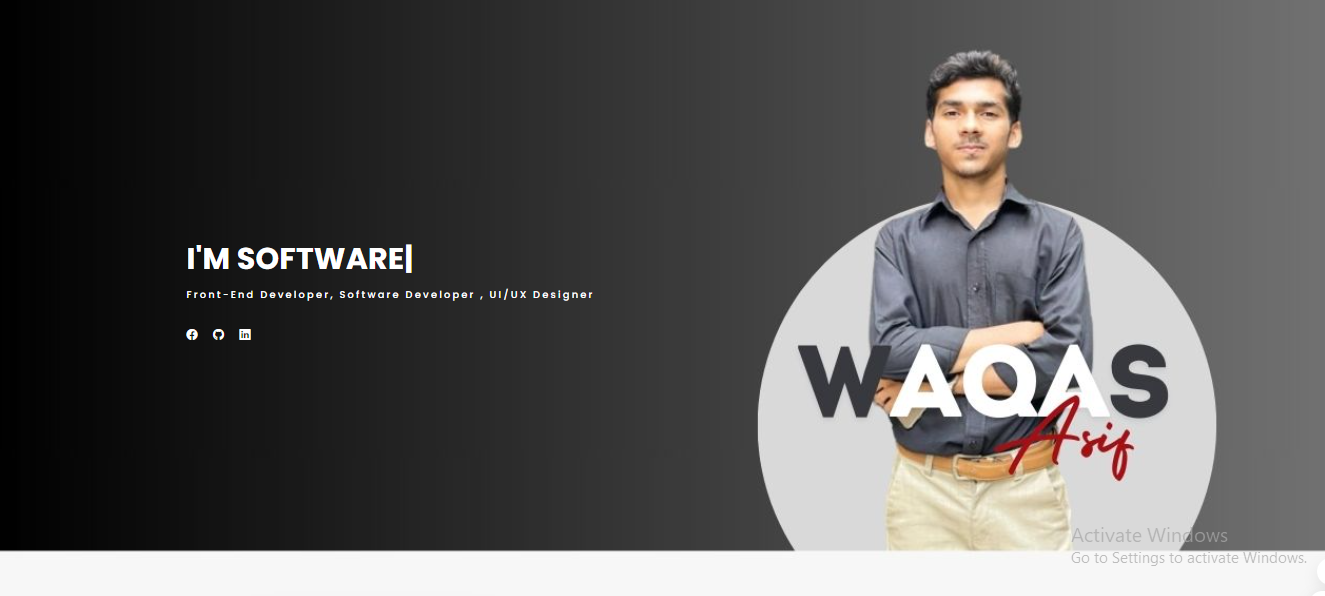 I'M SOFTWARE|
Front-End Developer, Software Developer , UI/UX Designer
WAQAS
Asif
Activate Windows
Go to Settings to activate Windows.